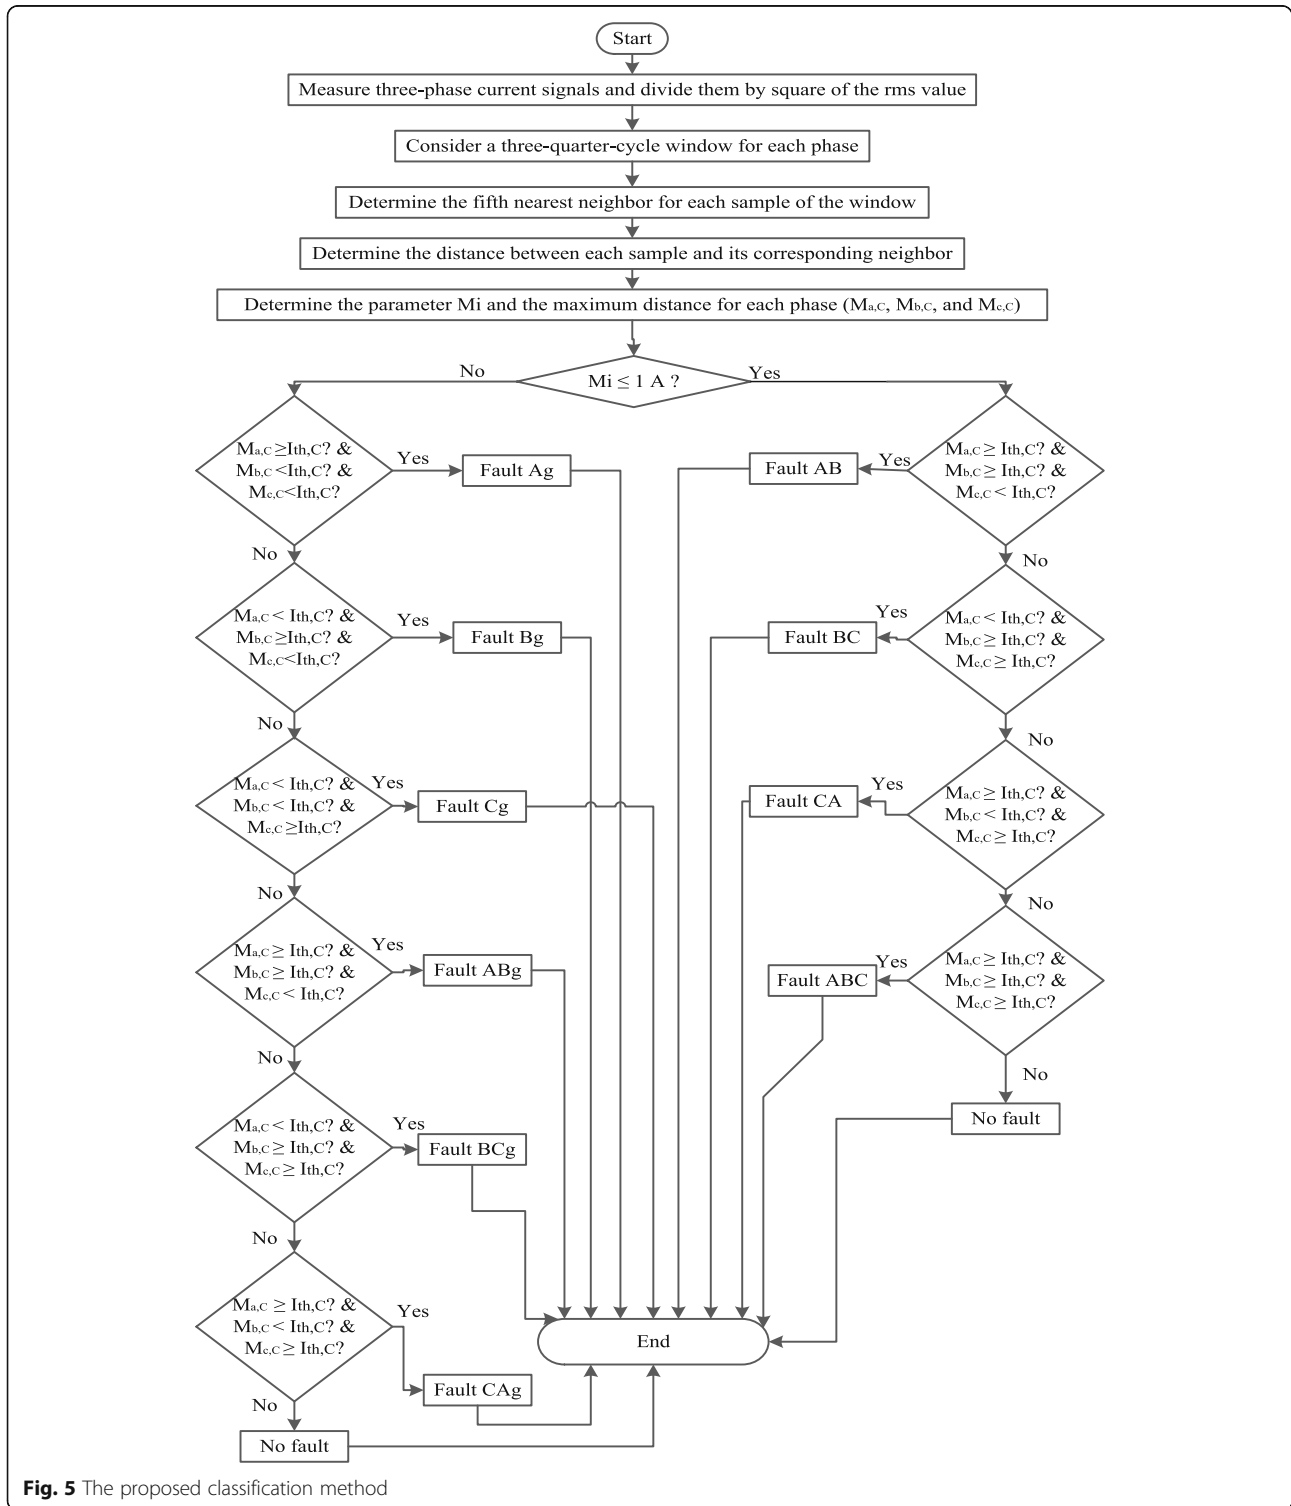 Start
Measure three-phase current signals and divide them by square of the rms value
Consider a three-quarter-cycle window for each phase
Determine the fifth nearest neighbor for each sample of the window
Determine the distance between each sample and its corresponding neighbor
Determine the parameter Mi and the maximum distance for each phase (Ma,C, Mb,C, and Mc,C)
Mi ≤ 1 A ?
No
Yes
Ma,C ≥Ith,C? &
Mb,C <Ith,C? &
Mc,C<Ith,C?
Yes
Fault Ag
No
Ma,C < Ith,C? &
Mb,C ≥Ith,C? &
Mc,C<Ith,C?
Yes
Fault Bg
No
Ma,C < Ith,C? &
Mb,C < Ith,C? &
Mc,C ≥Ith,C?
Yes
Fault Cg
No
Ma,C ≥ Ith,C? &
Mb,C ≥ Ith,C? &
Mc,C < Ith,C?
Yes
Fault ABg
No
Ma,C < Ith,C? &
Mb,C ≥ Ith,C? &
Mc,C ≥ Ith,C?
Yes
Fault BCg
No
Ma,C ≥ Ith,C? &
Mb,C < Ith,C? &
Mc,C ≥ Ith,C?
Yes
Fault CAg
No
No fault
Ma,C ≥ Ith,C? &
Mb,C ≥ Ith,C? &
Mc,C < Ith,C?
Yes
Fault AB
No
Ma,C < Ith,C? &
Mb,C ≥ Ith,C? &
Mc,C ≥ Ith,C?
Yes
Fault BC
No
Ma,C ≥ Ith,C? &
Mb,C < Ith,C? &
Mc,C ≥ Ith,C?
Yes
Fault CA
No
Ma,C ≥ Ith,C? &
Mb,C ≥ Ith,C? &
Mc,C ≥ Ith,C?
Yes
Fault ABC
No
No fault
End
Fig. 5 The proposed classification method